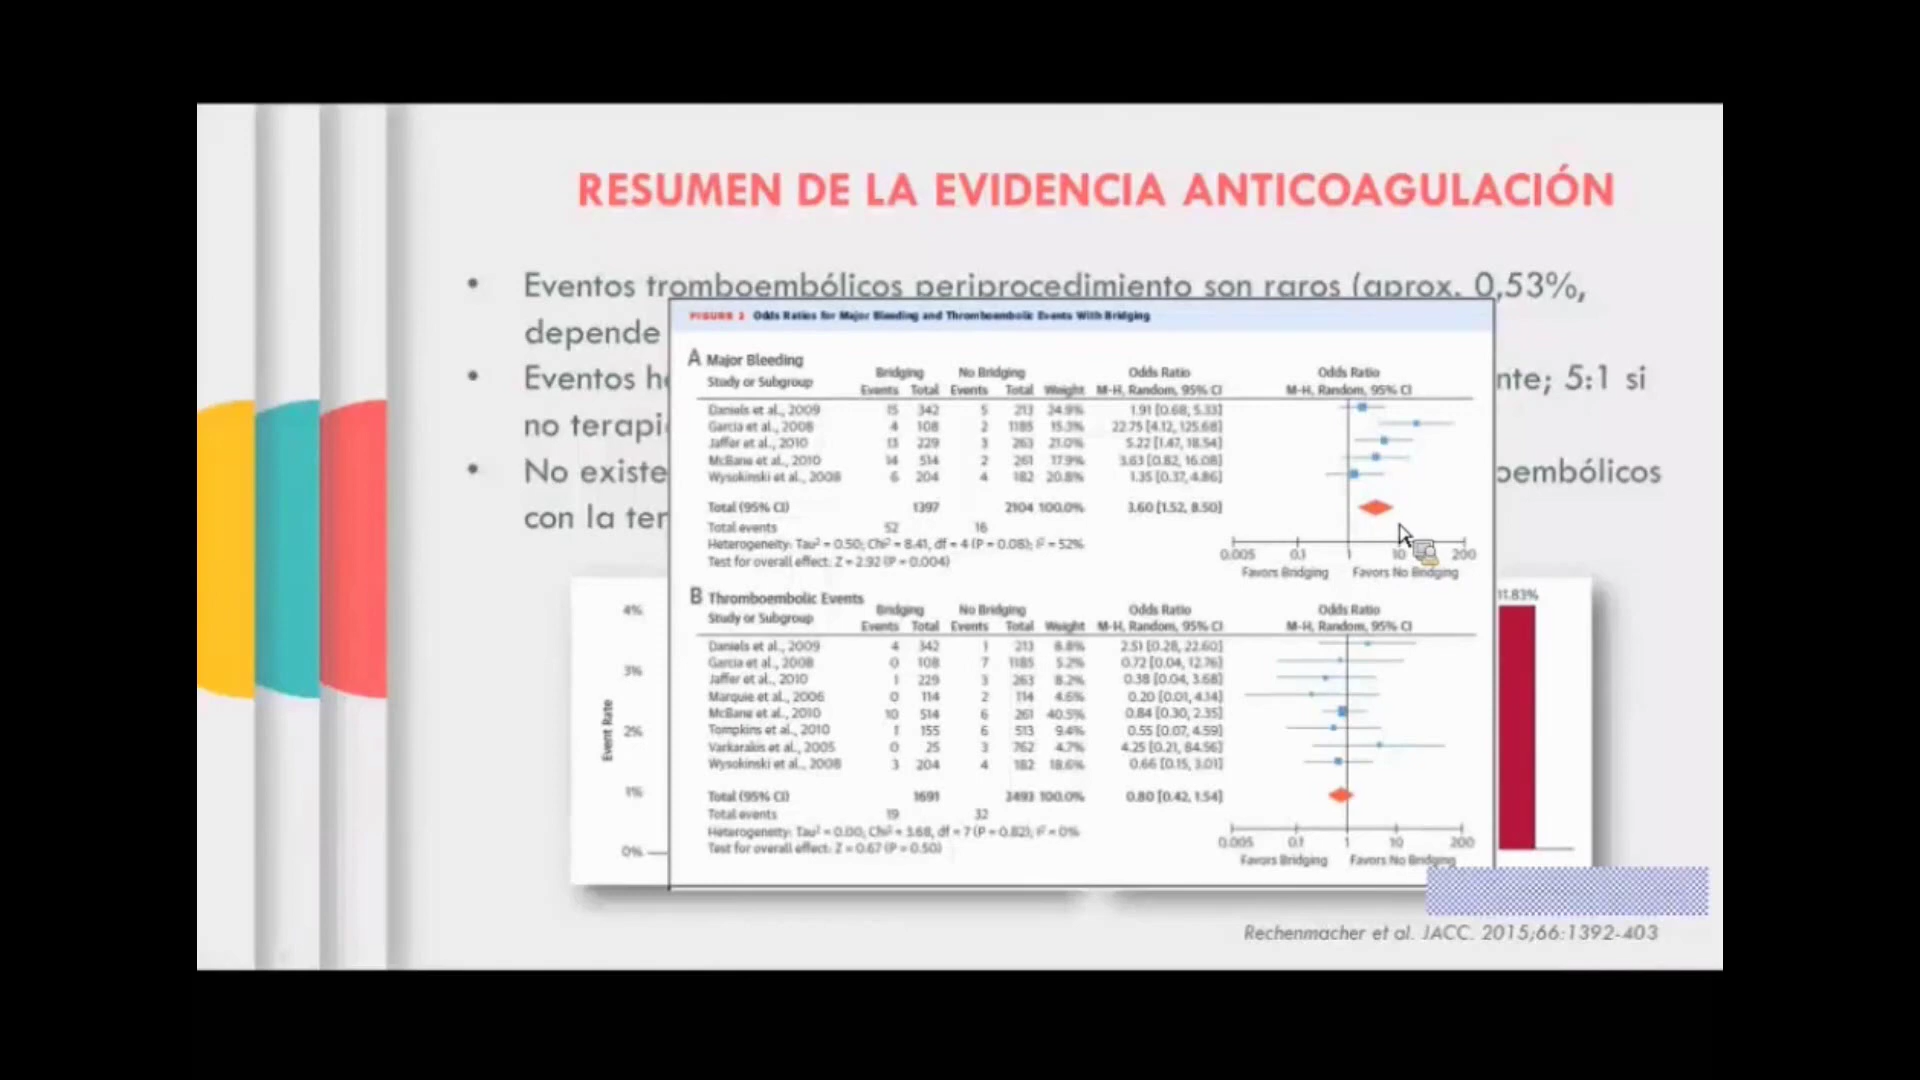 RESUMEN DE LA EVIDENCIA ANTICOAGULACIÓN
• Eventos tromboembólicos periprocedimiento son raros (aprox. 0,53%,
depende
• Eventos nte; 5:1 si
no
• No existe
con la
FIGURE 2 Odds Ratios for Major Bleeding and Thromboembolic Events With Bridging
A Major Bleeding
Bridging No Bridging Odds Ratio Odds Ratio
Study or Subgroup Events Total Events Total Weight M-H, Random, 95% CI M-H, Random, 95% CI
Daniels et al., 2009 15 342 5 213 24.9% 1.91 [0.68, 5.33]
Garcia et al., 2008 4 108 2 1185 15.3% 22.75 [4.12, 125.68]
Jaffer et al., 2010 13 229 3 263 21.0% 5.22 [1.47, 18.54]
McBane et al., 2010 14 514 2 261 17.9% 3.63 [0.82, 16.08]
Wysokinski et al., 2008 6 204 4 182 20.8% 1.35 [0.37, 4.86]
Total (95% CI) 1397 2104 100.0% 3.60 [1.52, 8.50]
Total events 52 16
Heterogeneity: Tau² = 0.50; Chi² = 8.41, df = 4 (P = 0.08); I² = 52%
Test for overall effect: Z = 2.92 (P = 0.004)
0.005 0.1 1 10 200
Favors Bridging Favors No Bridging
B Thromboembolic Events
Bridging No Bridging Odds Ratio Odds Ratio
Study or Subgroup Events Total Events Total Weight M-H, Random, 95% CI M-H, Random, 95% CI
Daniels et al., 2009 4 342 1 213 8.8% 2.51 [0.28, 22.60]
Garcia et al., 2008 0 108 7 1185 5.2% 0.72 [0.04, 12.76]
Jaffer et al., 2010 1 229 3 263 8.2% 0.38 [0.04, 3.68]
Marquie et al., 2006 0 114 2 114 4.6% 0.20 [0.01, 4.14]
McBane et al., 2010 10 514 6 261 40.5% 0.84 [0.30, 2.35]
Tompkins et al., 2010 1 155 6 513 9.4% 0.55 [0.07, 4.59]
Varkarakis et al., 2005 0 25 3 762 4.7% 4.25 [0.21, 84.56]
Wysokinski et al., 2008 3 204 4 182 18.6% 0.66 [0.15, 3.01]
Total (95% CI) 1691 3493 100.0% 0.80 [0.42, 1.54]
Total events 19 32
Heterogeneity: Tau² = 0.00; Chi² = 3.68, df = 7 (P = 0.82); I² = 0%
Test for overall effect: Z = 0.67 (P = 0.50)
0.005 0.1 1 10 200
Favors Bridging Favors No Bridging
Event Rate
4%
3%
2%
1%
0%
11.83%
Rechenmacher et al. JACC. 2015;66:1392-403